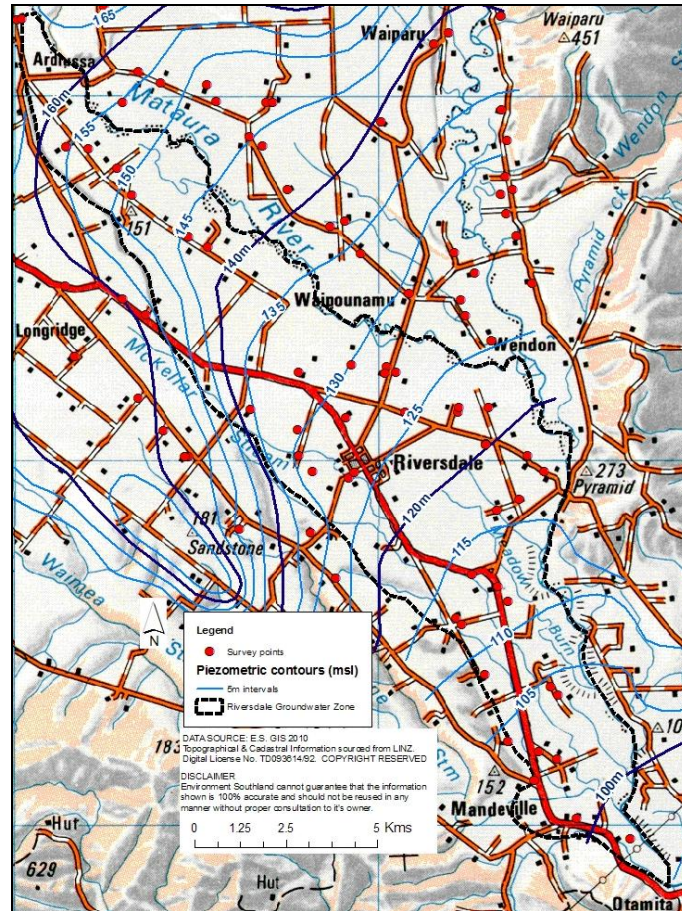 165
Waiparu
Waiparu
451
Ardlussa
160m
Mataura
155
Wendon
150
151
145
River
Pyramid Ck
140m
135
Waipounamu
Longridge
McKellar
Wendon
130
Stream
125
Riversdale
273
Pyramid
120m
181
Sandstone
115
Meadow
Waimea
Burn
110
N
Legend
Survey points
Piezometric contours (msl)
5m intervals
Riversdale Groundwater Zone
105
DATA SOURCE: E.S. GIS 2010
Topographical & Cadastral Information sourced from LINZ.
Digital License No. TD093614/92. COPYRIGHT RESERVED
183
Stm
DISCLAIMER
Environment Southland cannot guarantee that the information
shown is 100% accurate and should not be reused in any
manner without proper consultation to it's owner.
152
100m
Mandeville
0 1.25 2.5 5 Kms
Hut
629
Hut
Otamita